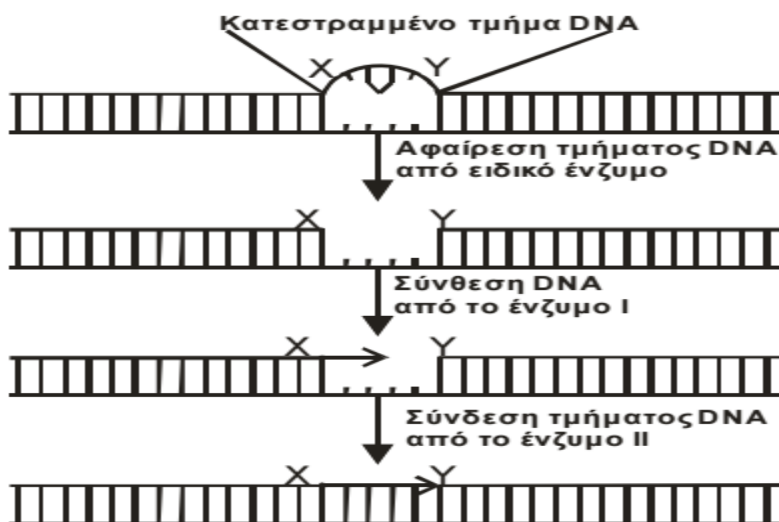 Κατεστραμμένο τμήμα DNA
X Y
Αφαίρεση τμήματος DNA
από ειδικό ένζυμο
X Y
Σύνθεση DNA
από το ένζυμο I
X Y
Σύνδεση τμήματος DNA
από το ένζυμο II
X Y